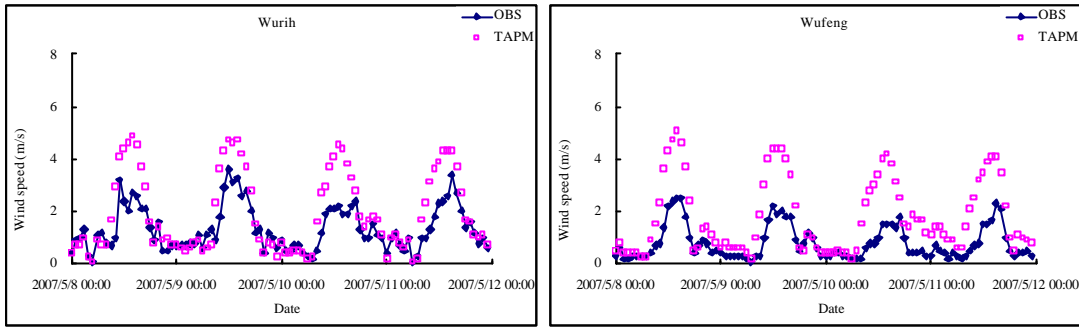 Wurih
OBS
TAPM
8
6
4
2
0
Wind speed (m/s)
2007/5/8 00:00
2007/5/9 00:00
2007/5/10 00:00
2007/5/11 00:00
2007/5/12 00:00
Date
Wufeng
OBS
TAPM
8
6
4
2
0
Wind speed (m/s)
2007/5/8 00:00
2007/5/9 00:00
2007/5/10 00:00
2007/5/11 00:00
2007/5/12 00:00
Date